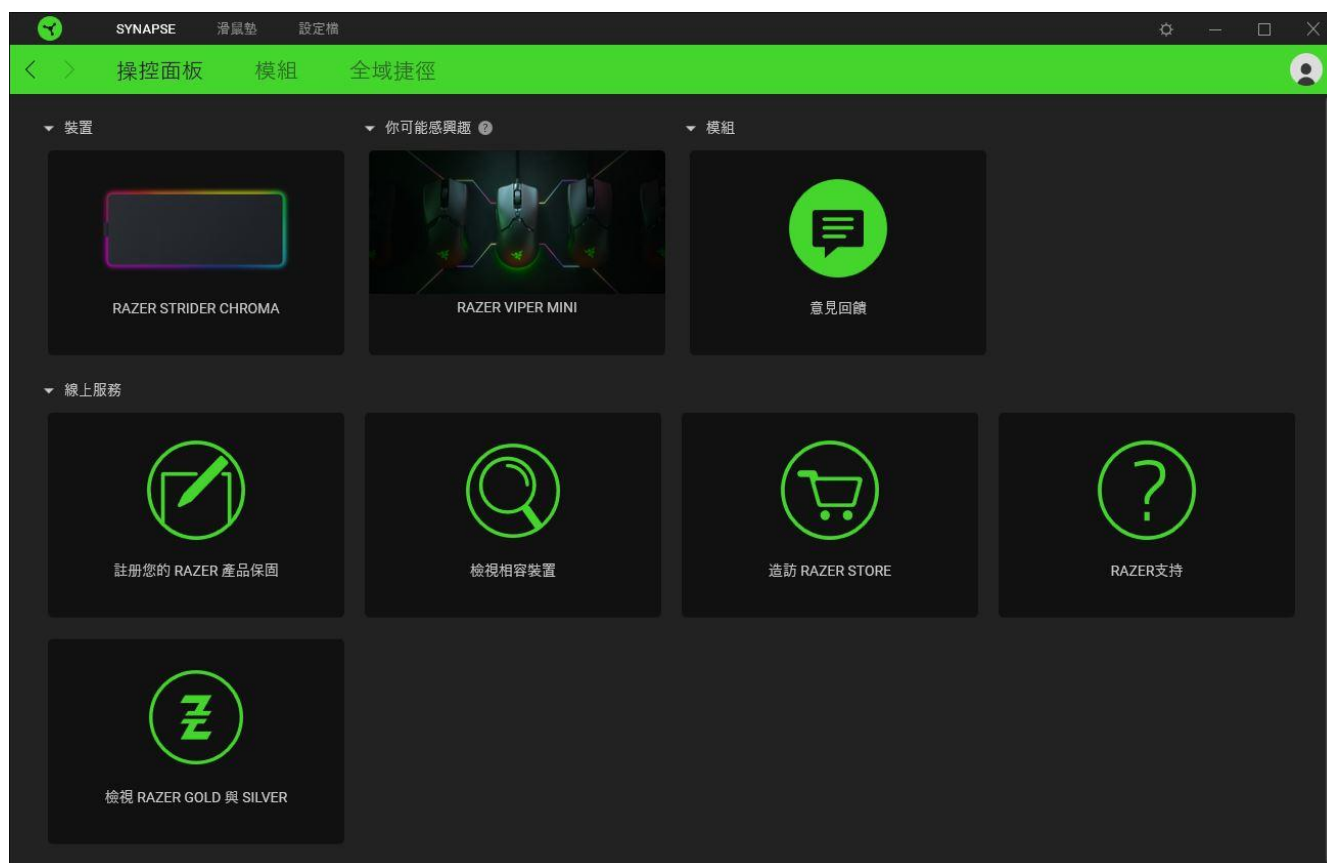 SYNAPSE 滑鼠墊 設定檔
操控面板 模組 全域捷徑
裝置 你可能感興趣 ? 模組
RAZER STRIDER CHROMA
RAZER VIPER MINI
意見回饋
線上服務
註册您的 RAZER 產品保固
檢視相容裝置
造訪 RAZER STORE
RAZER支持
檢視 RAZER GOLD 與 SILVER